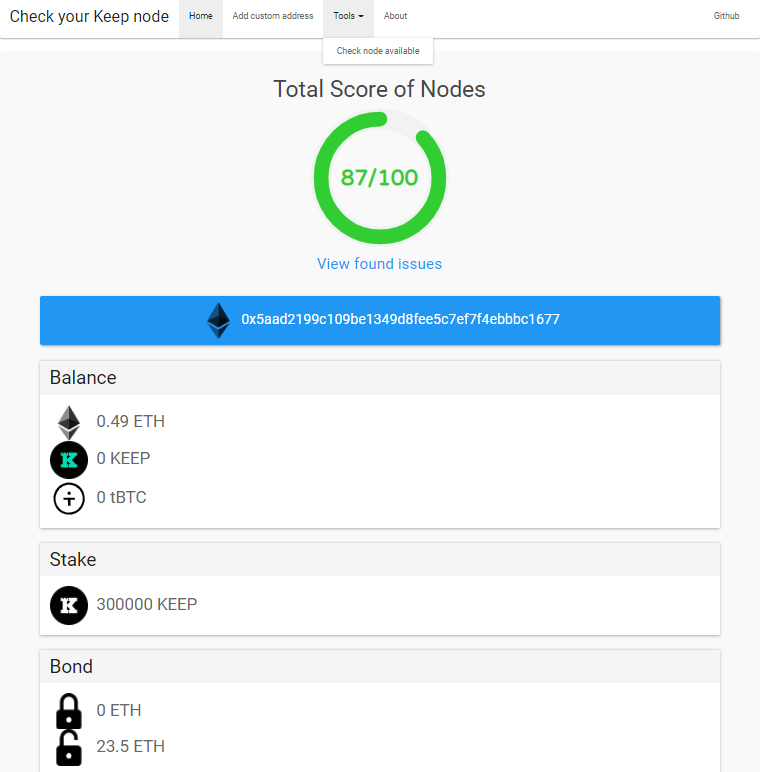 Check your Keep node Home Add custom address Tools About Github
Check node available
Total Score of Nodes
87/100
View found issues
0x5aad2199c109be1349d8fee5c7ef7f4ebbbc1677
Balance
0.49 ETH
0 KEEP
0 tBTC
Stake
300000 KEEP
Bond
0 ETH
23.5 ETH